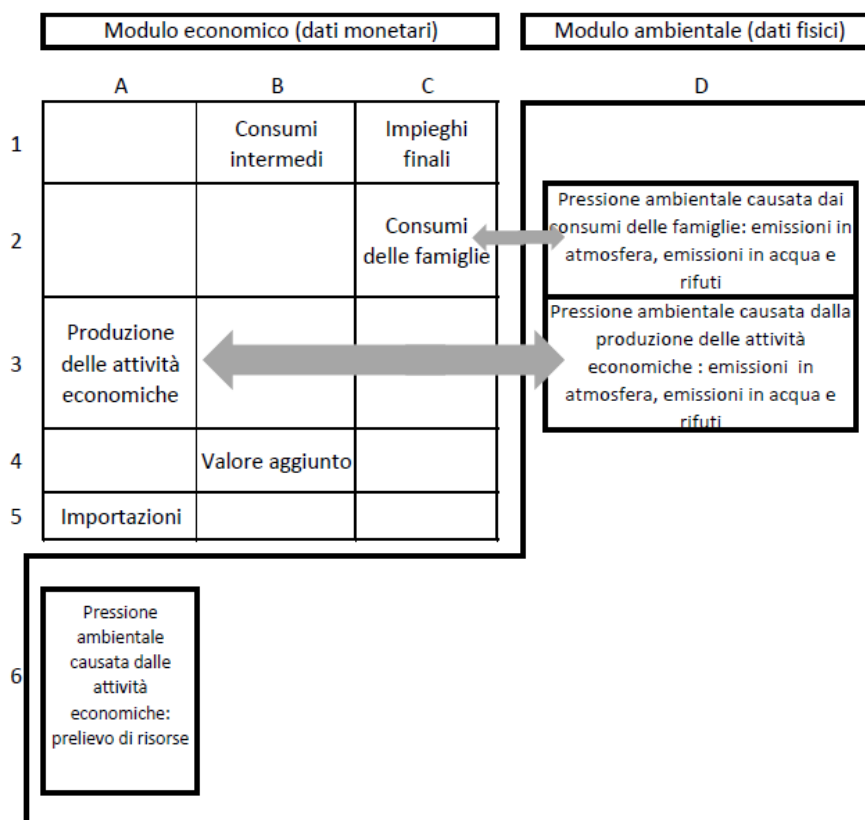 Modulo economico (dati monetari)
Modulo ambientale (dati fisici)
A
B
C
D
1
Consumi
intermedi
Impieghi
finali
2
Consumi
delle famiglie
Pressione ambientale causata dai
consumi delle famiglie: emissioni in
atmosfera, emissioni in acqua e
rifuti
3
Produzione
delle attività
economiche
Pressione ambientale causata dalla
produzione delle attività
economiche : emissioni in
atmosfera, emissioni in acqua e
rifuti
4
Valore aggiunto
5
Importazioni
6
Pressione
ambientale
causata dalle
attività
economiche:
prelievo di risorse